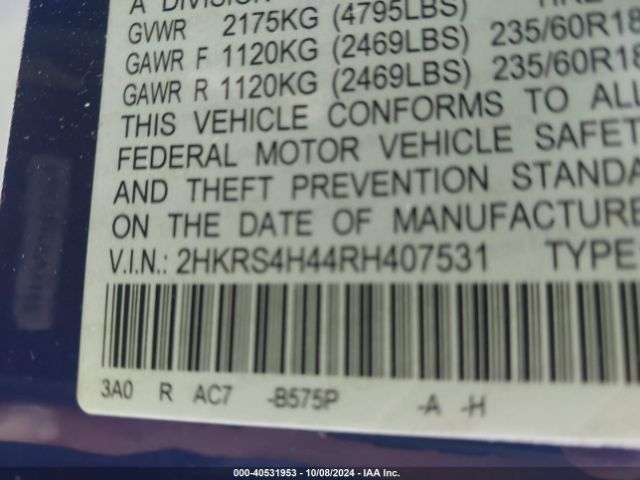 A DIVISION
GVWR 2175KG (4795LBS)
GAWR F 1120KG (2469LBS) 235/60R18
GAWR R 1120KG (2469LBS) 235/60R18
THIS VEHICLE CONFORMS TO ALL
FEDERAL MOTOR VEHICLE SAFET
AND THEFT PREVENTION STANDA
ON THE DATE OF MANUFACTURE
V.I.N.: 2HKRS4H44RH407531 TYPE
3A0 R AC7 -B575P -A -H
000-40531953 - 10/08/2024 - IAA Inc.